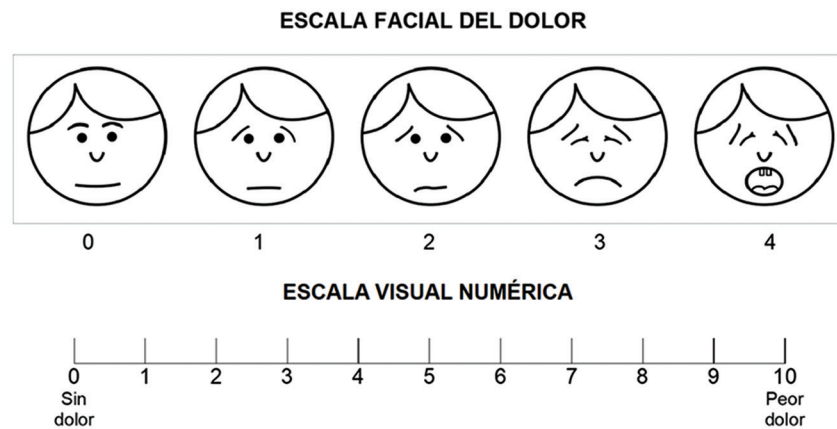 ESCALA FACIAL DEL DOLOR
0 1 2 3 4
ESCALA VISUAL NUMÉRICA
0 1 2 3 4 5 6 7 8 9 10
Sin Peor
dolor dolor